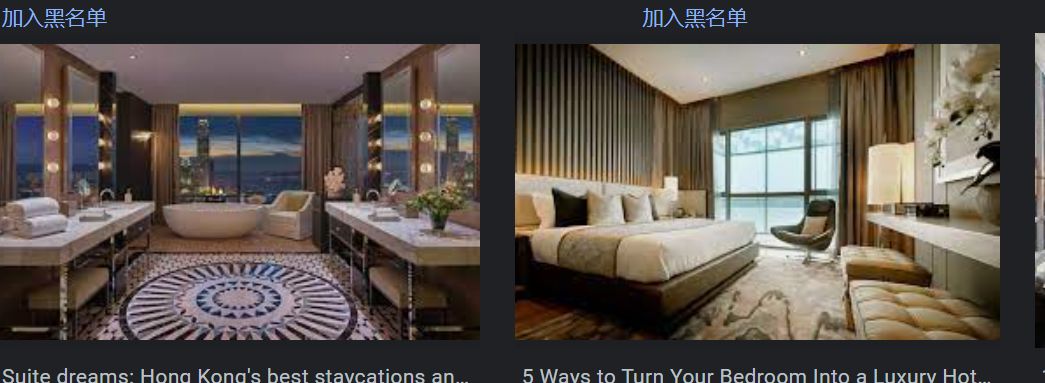 加入黑名单
加入黑名单
Suite dreams: Hong Kong's best staycations an...
5 Ways to Turn Your Bedroom Into a Luxury Hot...